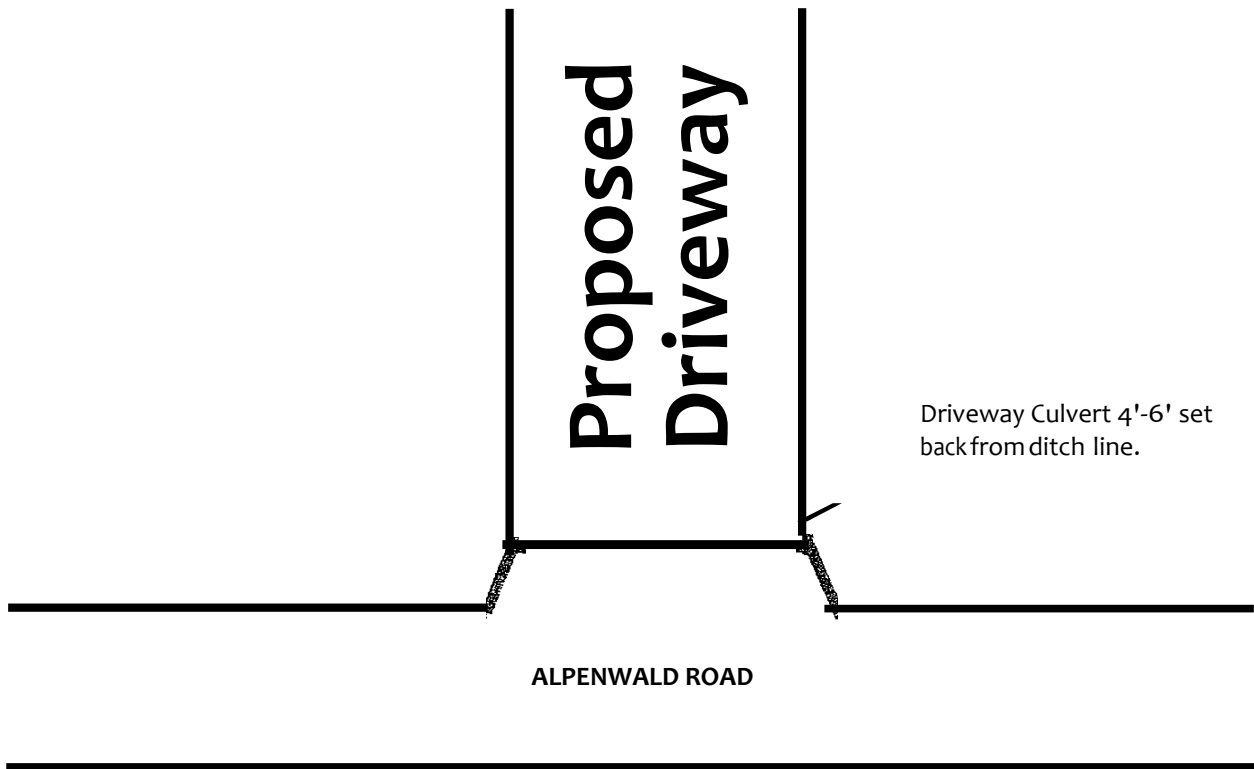 Proposed
Driveway
Driveway Culvert 4'-6' set
back from ditch line.
ALPENWALD ROAD